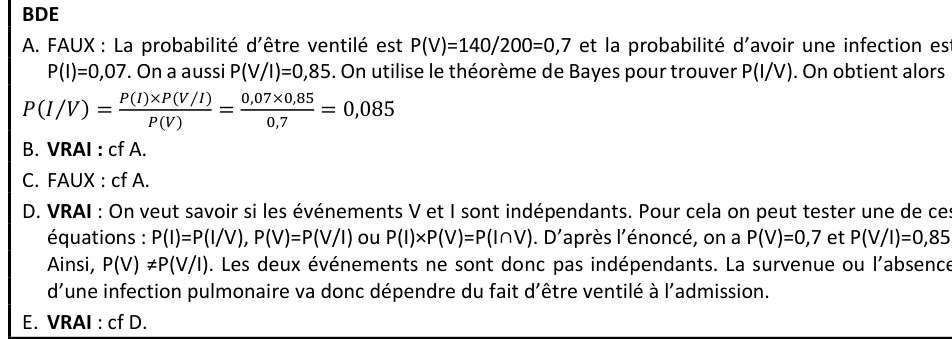 BDE
A. FAUX : La probabilité d’être ventilé est P(V)=140/200=0,7 et la probabilité d’avoir une infection est
P(I)=0,07. On a aussi P(V/I)=0,85. On utilise le théorème de Bayes pour trouver P(I/V). On obtient alors
P(I/V) = P(I)×P(V/I) / P(V) = 0,07×0,85 / 0,7 = 0,085
B. VRAI : cf A.
C. FAUX : cf A.
D. VRAI : On veut savoir si les événements V et I sont indépendants. Pour cela on peut tester une de ces
équations : P(I)=P(I/V), P(V)=P(V/I) ou P(I)×P(V)=P(I∩V). D’après l’énoncé, on a P(V)=0,7 et P(V/I)=0,85
Ainsi, P(V) ≠P(V/I). Les deux événements ne sont donc pas indépendants. La survenue ou l’absence
d’une infection pulmonaire va donc dépendre du fait d’être ventilé à l’admission.
E. VRAI : cf D.